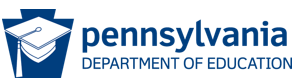 pennsylvania
DEPARTMENT OF EDUCATION